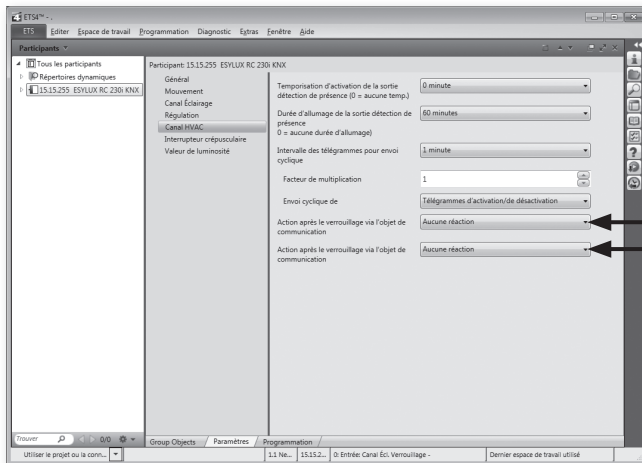 ETS4™ - .
ETS Editer Espace de travail Programmation Diagnostic Extras Fenêtre Aide
Participants
Tous les participants
Répertoires dynamiques
15.15.255 ESYLUX RC 230i KNX
Participant: 15.15.255 ESYLUX RC 230i KNX
Général
Mouvement
Canal Éclairage
Régulation
Canal HVAC
Interrupteur crépusculaire
Valeur de luminosité
Temporisation d'activation de la sortie
détection de présence (0 = aucune temp.)
0 minute
Durée d'allumage de la sortie détection de
présence
0 = aucune durée d'allumage)
60 minutes
Intervalle des télégrammes pour envoi
cyclique
1 minute
Facteur de multiplication
1
Envoi cyclique de
Télégrammes d'activation/de désactivation
Action après le verrouillage via l'objet de
communication
Aucune réaction
Action après le verrouillage via l'objet de
communication
Aucune réaction
Trouver
0/0
Group Objects
Paramètres
Programmation
Utiliser le projet ou la conn...
1.1 Ne...
15.15.2...
0: Entrée: Canal Écl, Verrouillage -
Dernier espace de travail utilisé